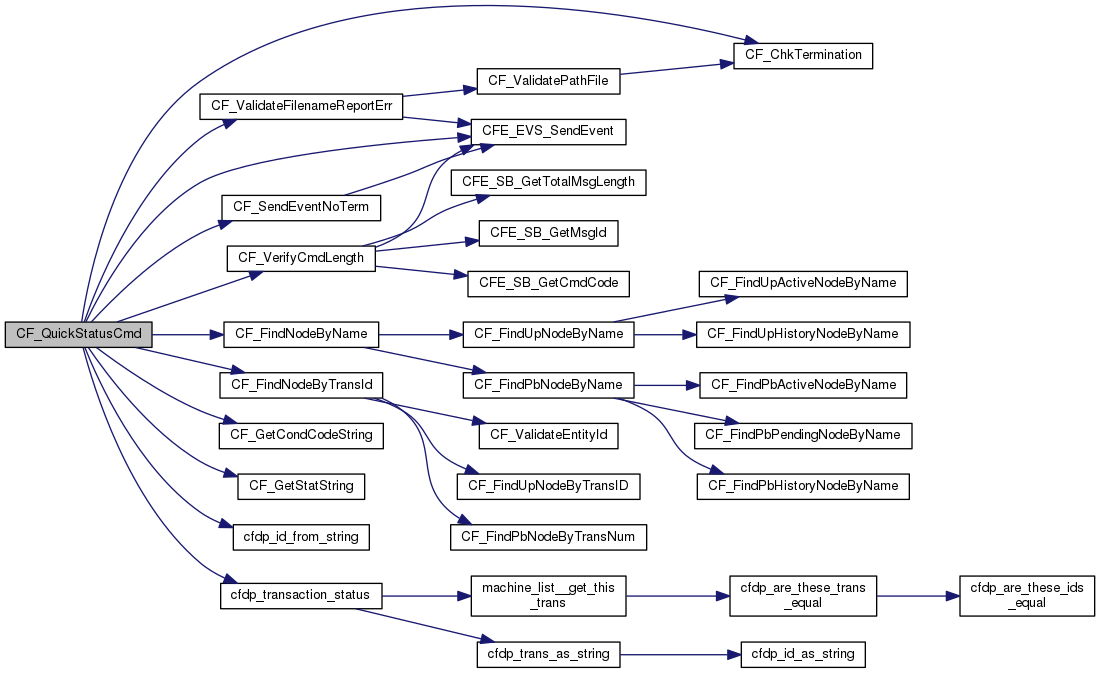 CF_ChkTermination
CF_ValidatePathFile
CF_ValidateFilenameReportErr
CFE_EVS_SendEvent
CFE_SB_GetTotalMsgLength
CF_SendEventNoTerm
CFE_SB_GetMsgId
CF_VerifyCmdLength
CFE_SB_GetCmdCode
CF_FindUpActiveNodeByName
CF_QuickStatusCmd
CF_FindNodeByName
CF_FindUpNodeByName
CF_FindUpHistoryNodeByName
CF_FindNodeByTransId
CF_FindPbNodeByName
CF_FindPbActiveNodeByName
CF_GetCondCodeString
CF_ValidateEntityId
CF_FindPbPendingNodeByName
CF_GetStatString
CF_FindUpNodeByTransID
CF_FindPbHistoryNodeByName
cfdp_id_from_string
CF_FindPbNodeByTransNum
cfdp_transaction_status
machine_list__get_this
_trans
cfdp_are_these_trans
_equal
cfdp_are_these_ids
_equal
cfdp_trans_as_string
cfdp_id_as_string